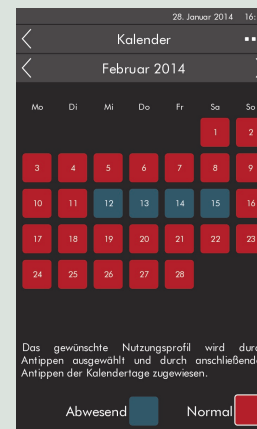 28. Januar 2014 16:
Kalender
Februar 2014
Mo Di Mi Do Fr Sa So
1 2
3 4 5 6 7 8 9
10 11 12 13 14 15 16
17 18 19 20 21 22 23
24 25 26 27 28
Das gewünschte Nutzungsprofil wird durc
Antippen ausgewählt und durch anschließende
Antippen der Kalendertage zugewiesen.
Abwesend Normal